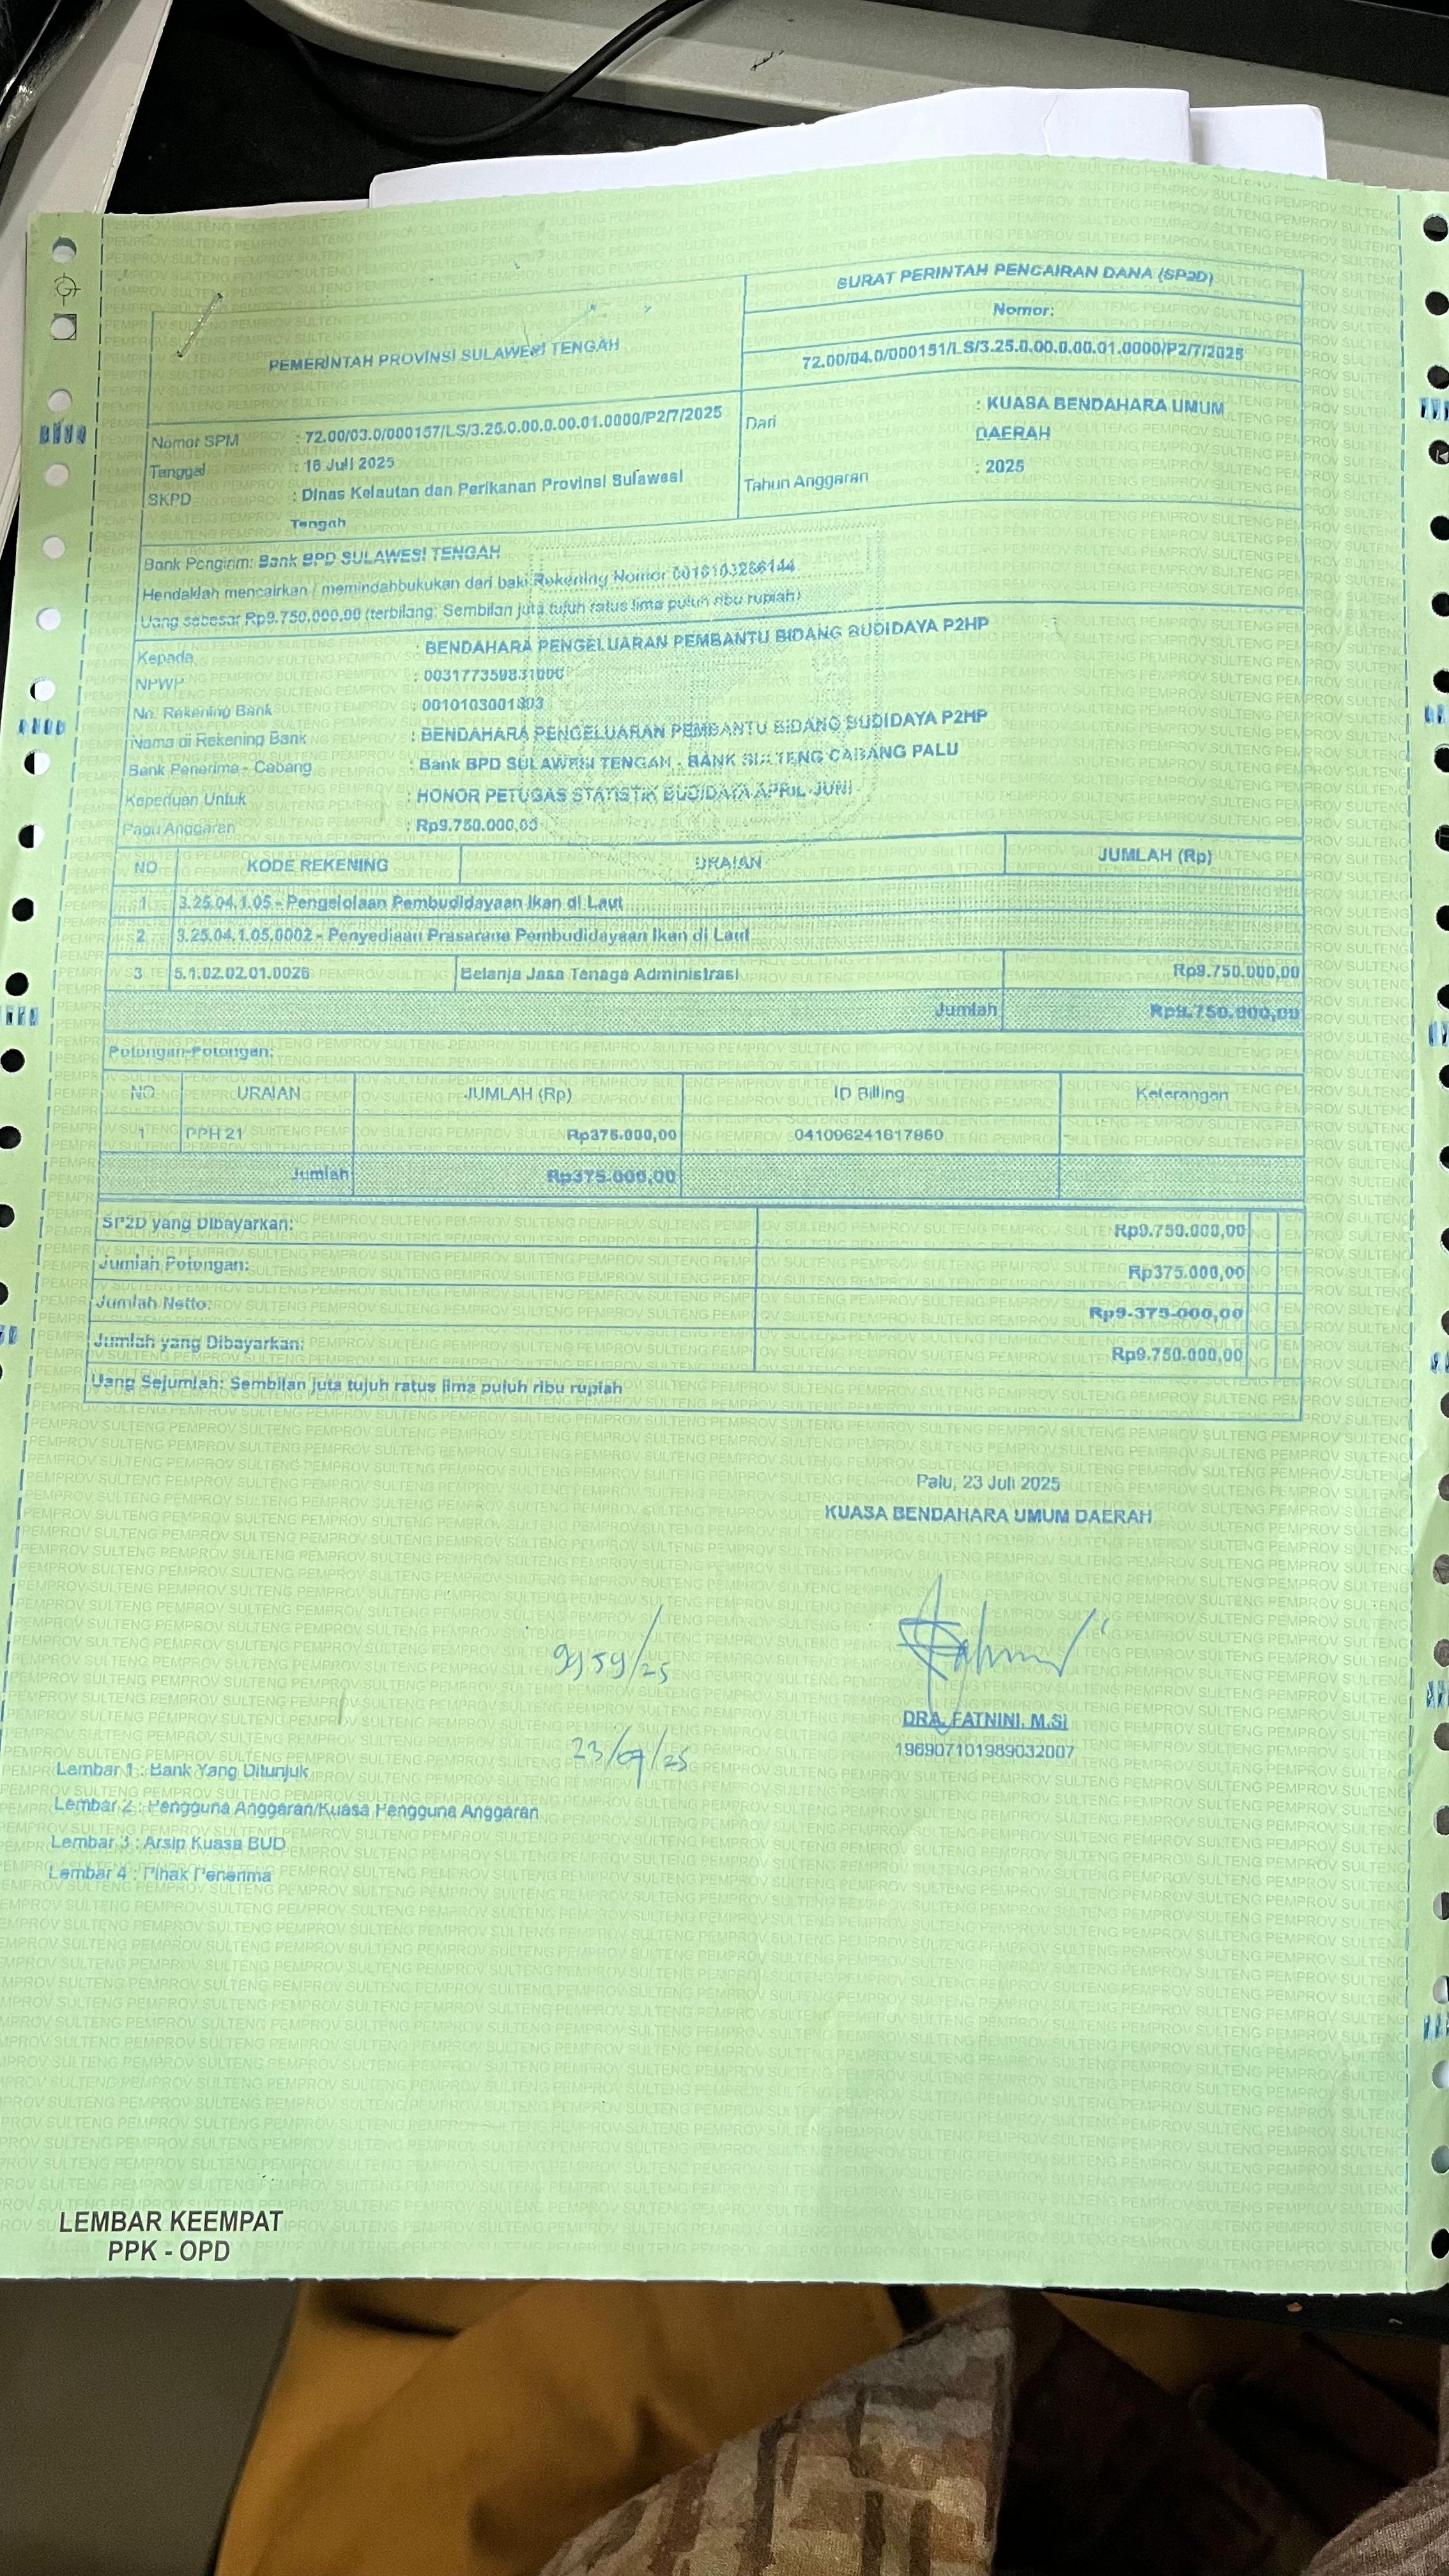 SURAT PERINTAH PENCAIRAN DANA (SP2D)
Nomor:
72.00/04.0/000151/LS/3.25.0.00.0.00.01.0000/P2/7/2025
PEMERINTAH PROVINSI SULAWESI TENGAH
Nomor SPM : 72.00/03.0/000157/LS/3.25.0.00.0.00.01.0000/P2/7/2025
Tanggal : 16 Juli 2025
SKPD : Dinas Kelautan dan Perikanan Provinsi Sulawesi
Tengah
Dari : KUASA BENDAHARA UMUM
DAERAH
Tahun Anggaran : 2025
Bank Pengirim: Bank BPD SULAWESI TENGAH
Hendaklah mencairkan / memindahbukukan dari baki Rekening Nomor
Uang sebesar Rp9.750.000,00 (terbilang: Sembilan juta tujuh ratus lima puluh ribu rupiah)
Kepada : BENDAHARA PENGELUARAN PEMBANTU BIDANG BUDIDAYA P2HP
NPWP :
No. Rekening Bank : 0010103001303
Nama di Rekening Bank : BENDAHARA PENGELUARAN PEMBANTU BIDANG BUDIDAYA P2HP
Bank Penerima - Cabang : Bank BPD SULAWESI TENGAH - BANK SULTENG CABANG PALU
Keperluan Untuk : HONOR PETUGAS STATISTIK BUDIDAYA APRIL-JUNI
Pagu Anggaran : Rp9.750.000,00
NO KODE REKENING URAIAN JUMLAH (Rp)
1 3.25.04.1.05 - Pengelolaan Pembudidayaan Ikan di Laut
2 3.25.04.1.05.0002 - Penyediaan Prasarana Pembudidayaan Ikan di Laut
3 5.1.02.02.01.0026 Belanja Jasa Tenaga Administrasi Rp9.750.000,00
Jumlah Rp9.750.000,00
Potongan-Potongan:
NO URAIAN JUMLAH (Rp) ID Billing Keterangan
1 PPH 21 Rp375.000,00 041096241617850
Jumlah Rp375.000,00
SP2D yang Dibayarkan: Rp9.750.000,00
Jumlah Potongan: Rp375.000,00
Jumlah Netto: Rp9.375.000,00
Jumlah yang Dibayarkan: Rp9.750.000,00
Uang Sejumlah: Sembilan juta tujuh ratus lima puluh ribu rupiah
Palu, 23 Juli 2025
KUASA BENDAHARA UMUM DAERAH
9959/25
DRA. FATNINI, M.Si
196907101989032007
23/07/25
Lembar 1 : Bank Yang Ditunjuk
Lembar 2 : Pengguna Anggaran/Kuasa Pengguna Anggaran
Lembar 3 : Arsip Kuasa BUD
Lembar 4 : Pihak Penerima
LEMBAR KEEMPAT
PPK - OPD